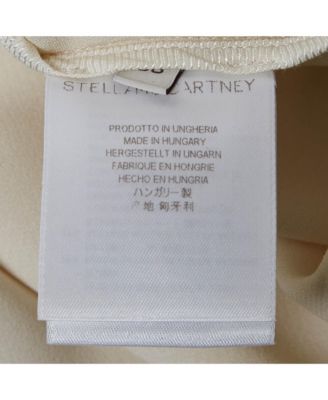 STELLA McCARTNEY
PRODOTTO IN UNGHERIA
MADE IN HUNGARY
HERGESTELLT IN UNGARN
FABRIQUE EN HONGRIE
HECHO EN HUNGRIA
ハンガリー製
产地 匈牙利